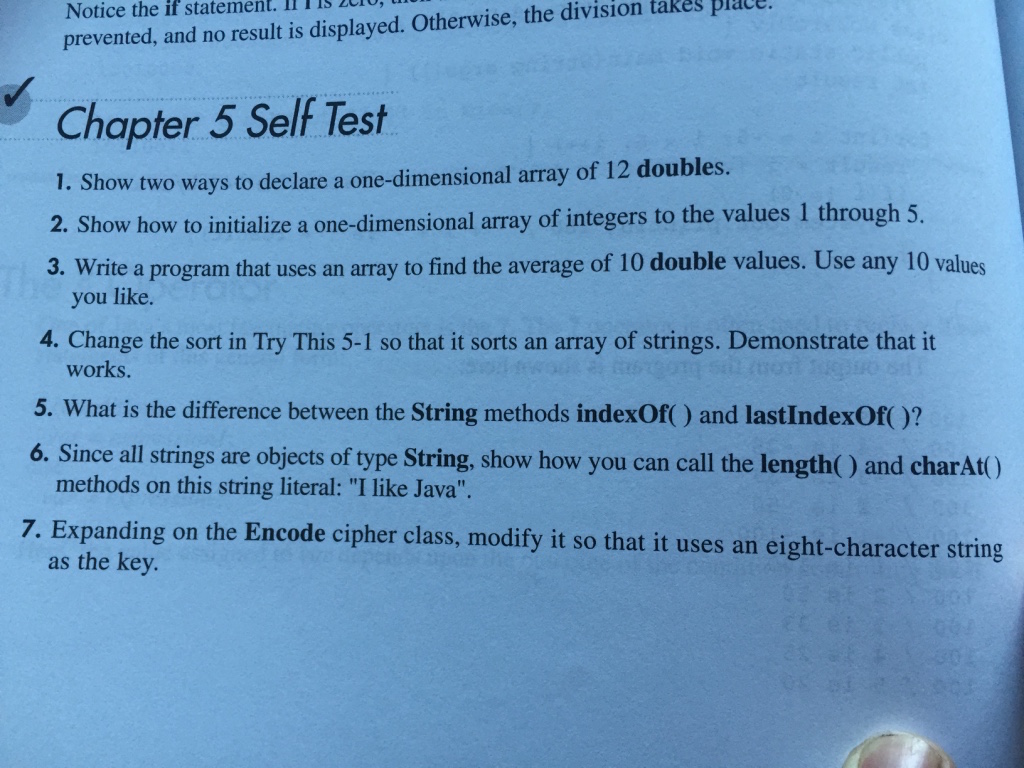 Notice the if statement. If i is zero, then
prevented, and no result is displayed. Otherwise, the division takes place.
✓
Chapter 5 Self Test
1. Show two ways to declare a one-dimensional array of 12 doubles.
2. Show how to initialize a one-dimensional array of integers to the values 1 through 5.
3. Write a program that uses an array to find the average of 10 double values. Use any 10 values
you like.
4. Change the sort in Try This 5-1 so that it sorts an array of strings. Demonstrate that it
works.
5. What is the difference between the String methods indexOf( ) and lastIndexOf( )?
6. Since all strings are objects of type String, show how you can call the length( ) and charAt()
methods on this string literal: "I like Java".
7. Expanding on the Encode cipher class, modify it so that it uses an eight-character string
as the key.